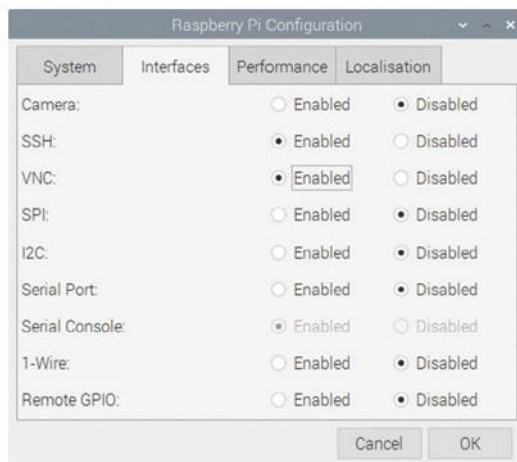 Raspberry Pi Configuration
System Interfaces Performance Localisation
Camera: Enabled Disabled
SSH: Enabled Disabled
VNC: Enabled Disabled
SPI: Enabled Disabled
I2C: Enabled Disabled
Serial Port: Enabled Disabled
Serial Console: Enabled Disabled
1-Wire: Enabled Disabled
Remote GPIO: Enabled Disabled
Cancel OK